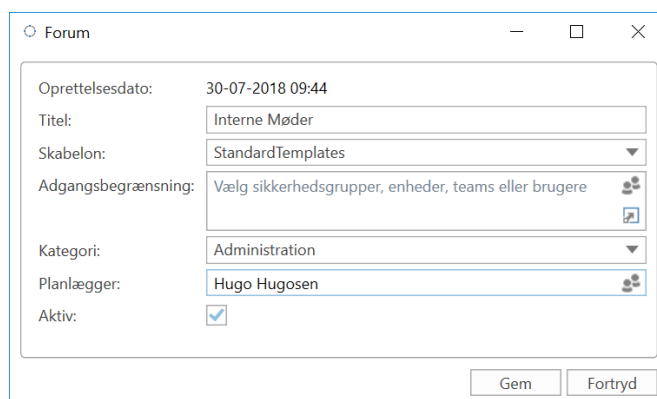 Forum
Oprettelsesdato: 30-07-2018 09:44
Titel: Interne Møder
Skabelon: StandardTemplates
Adgangsbegrænsning: Vælg sikkerhedsgrupper, enheder, teams eller brugere
Kategori: Administration
Planlægger: Hugo Hugosen
Aktiv:
Gem Fortryd